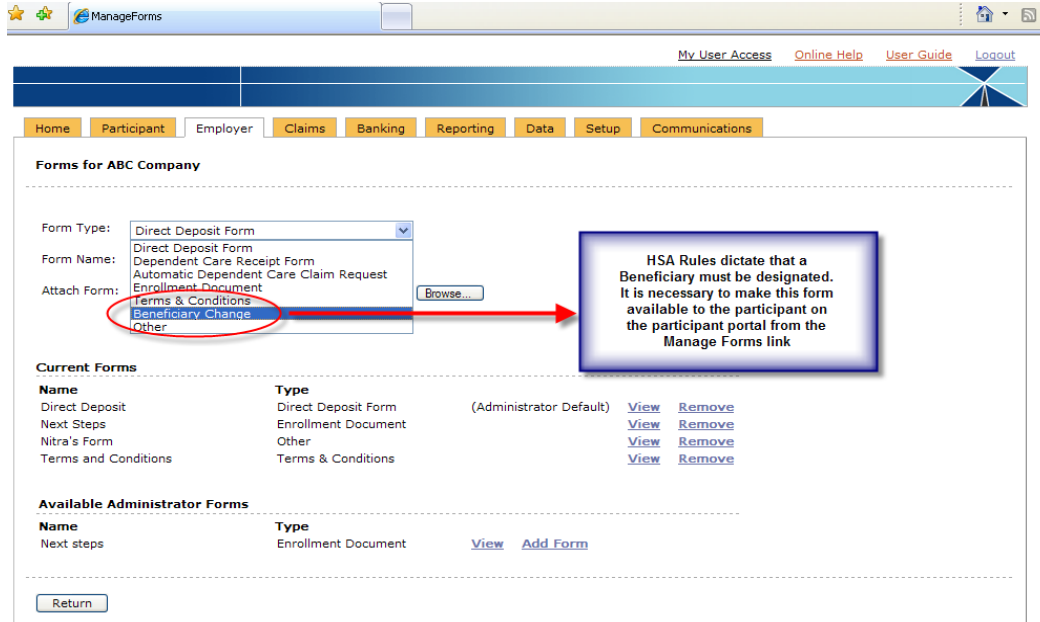 ManageForms
My User Access Online Help User Guide Logout
Home Participant Employer Claims Banking Reporting Data Setup Communications
Forms for ABC Company
Form Type: Direct Deposit Form
Direct Deposit Form
Form Name: Dependent Care Receipt Form
Automatic Dependent Care Claim Request
Attach Form: Enrollment Document Browse...
Terms & Conditions
Beneficiary Change
Other
HSA Rules dictate that a
Beneficiary must be designated.
It is necessary to make this form
available to the participant on
the participant portal from the
Manage Forms link
Current Forms
Name Type
Direct Deposit Direct Deposit Form (Administrator Default) View Remove
Next Steps Enrollment Document View Remove
Nitra's Form Other View Remove
Terms and Conditions Terms & Conditions View Remove
Available Administrator Forms
Name Type
Next steps Enrollment Document View Add Form
Return